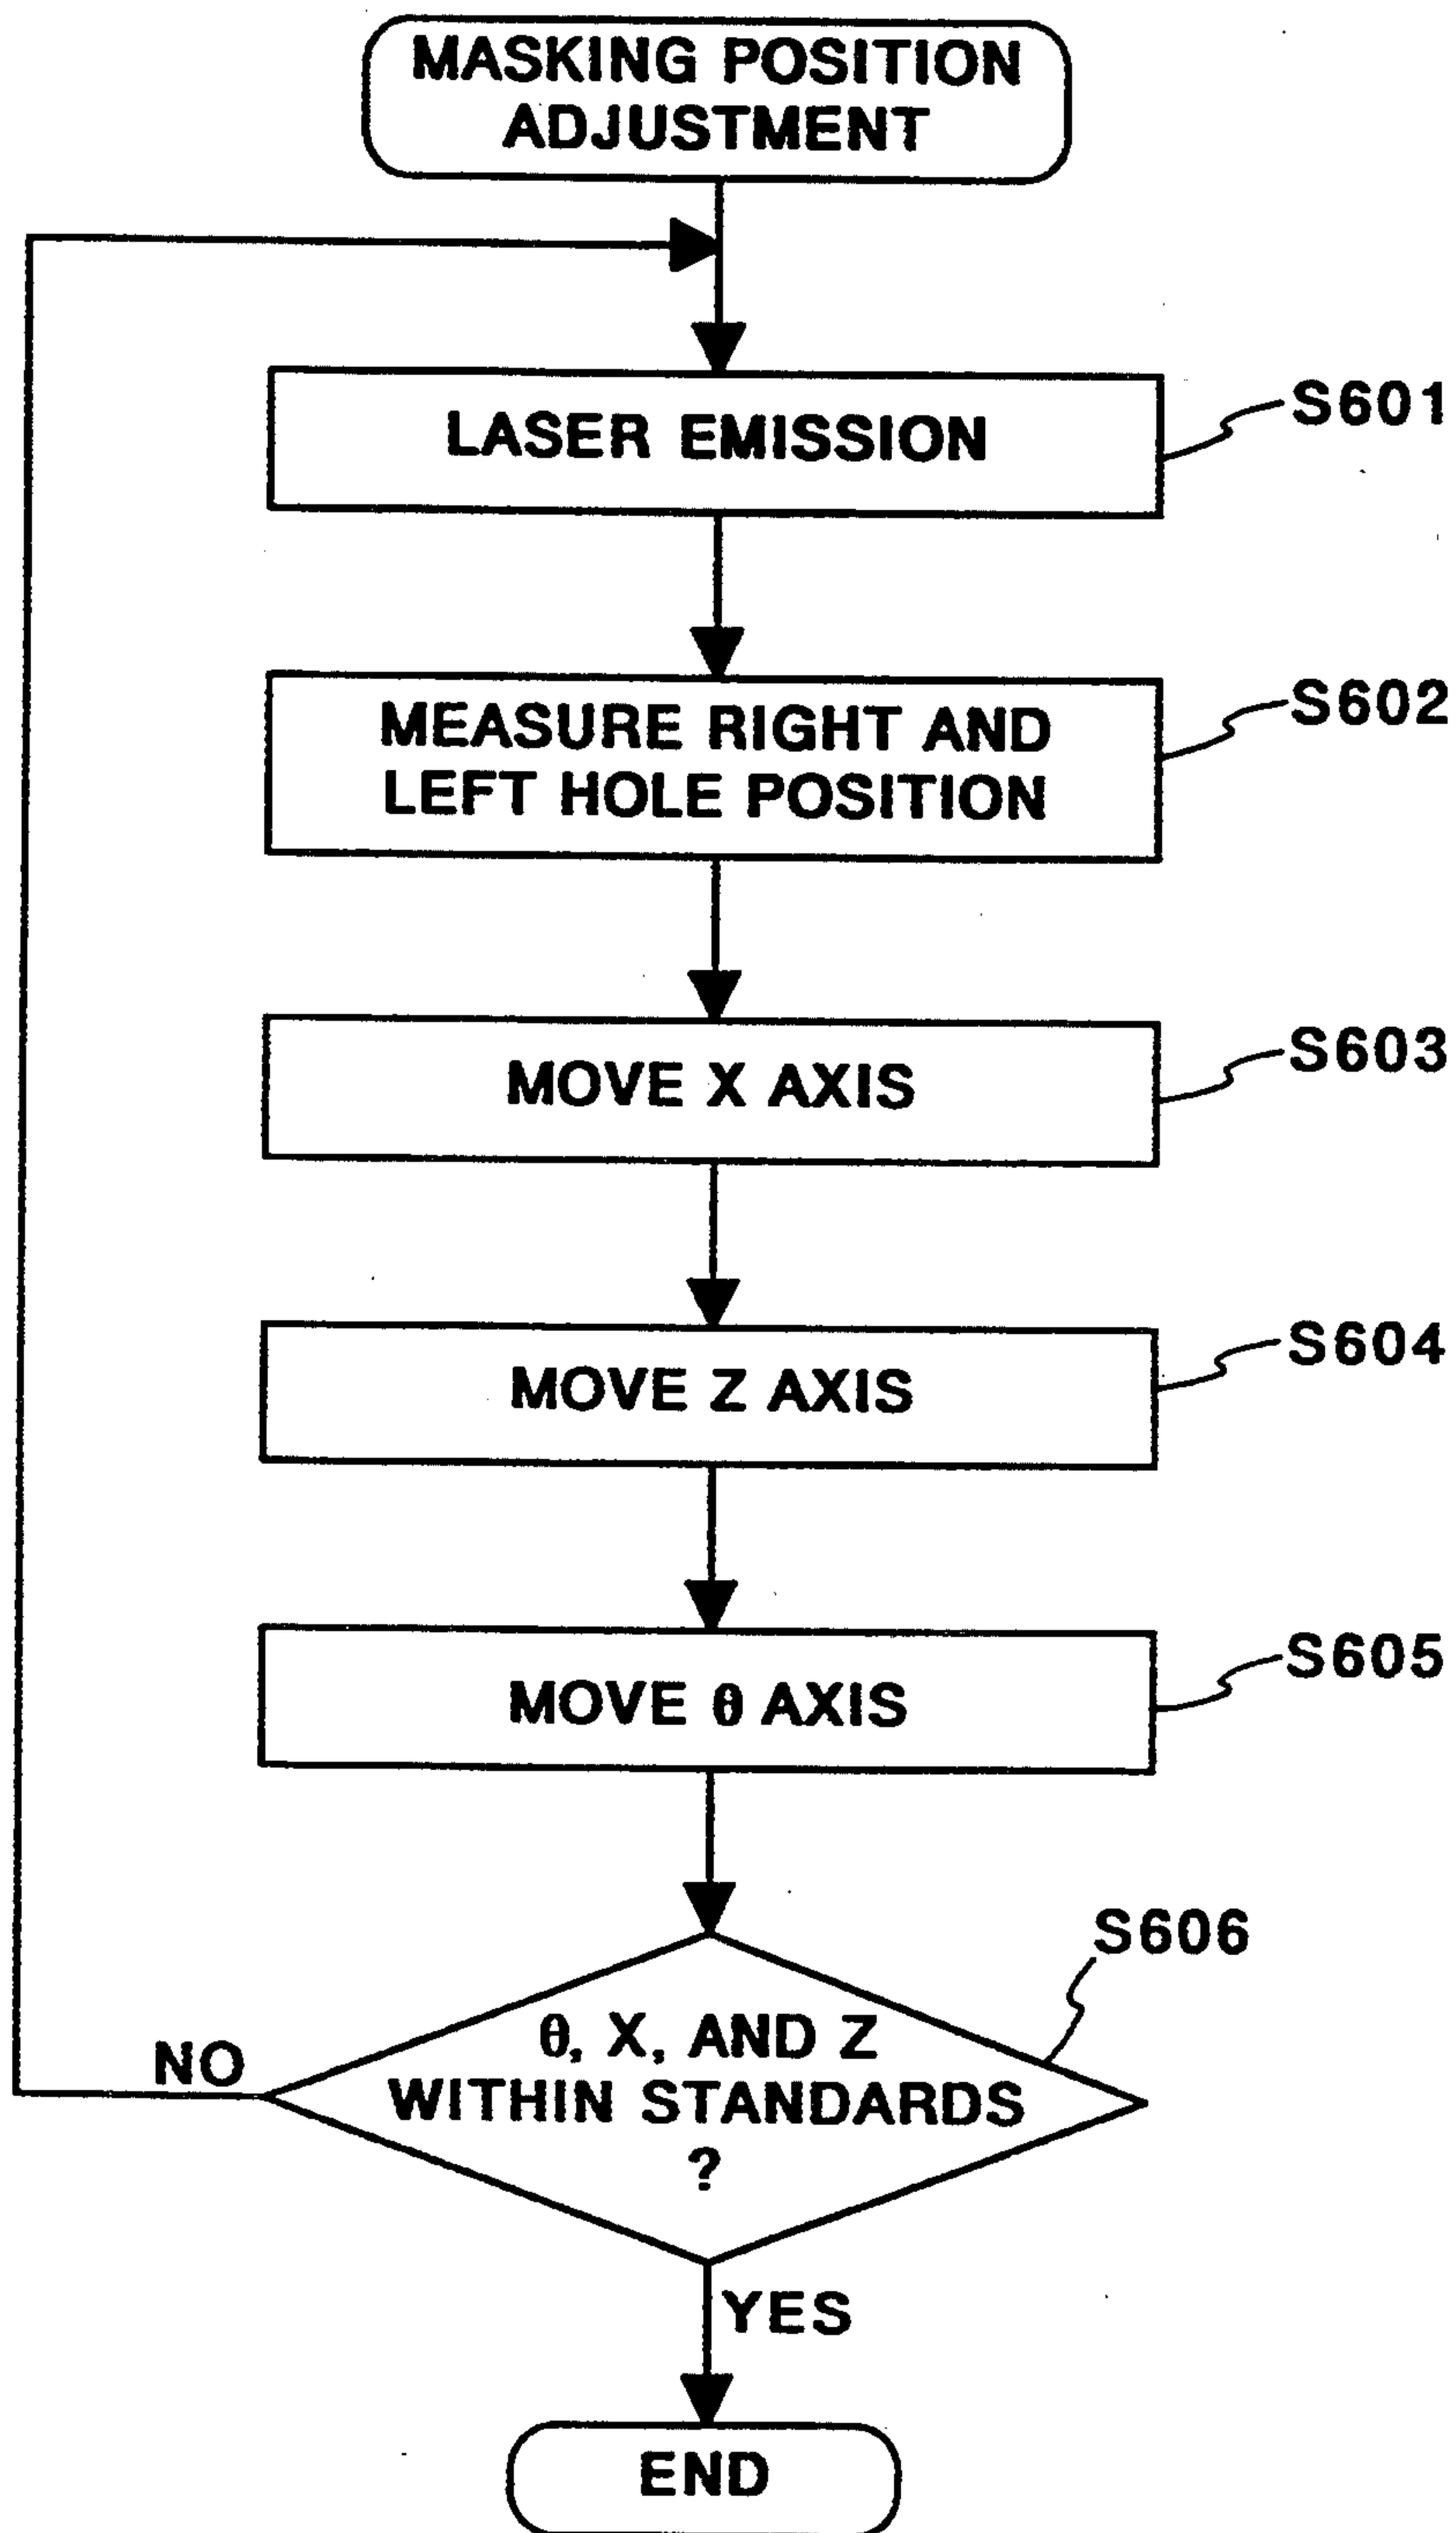 MASKING POSITION
ADJUSTMENT
LASER EMISSION
S601
MEASURE RIGHT AND
LEFT HOLE POSITION
S602
MOVE X AXIS
S603
MOVE Z AXIS
S604
MOVE θ AXIS
S605
S606
θ, X, AND Z
WITHIN STANDARDS
?
NO
YES
END